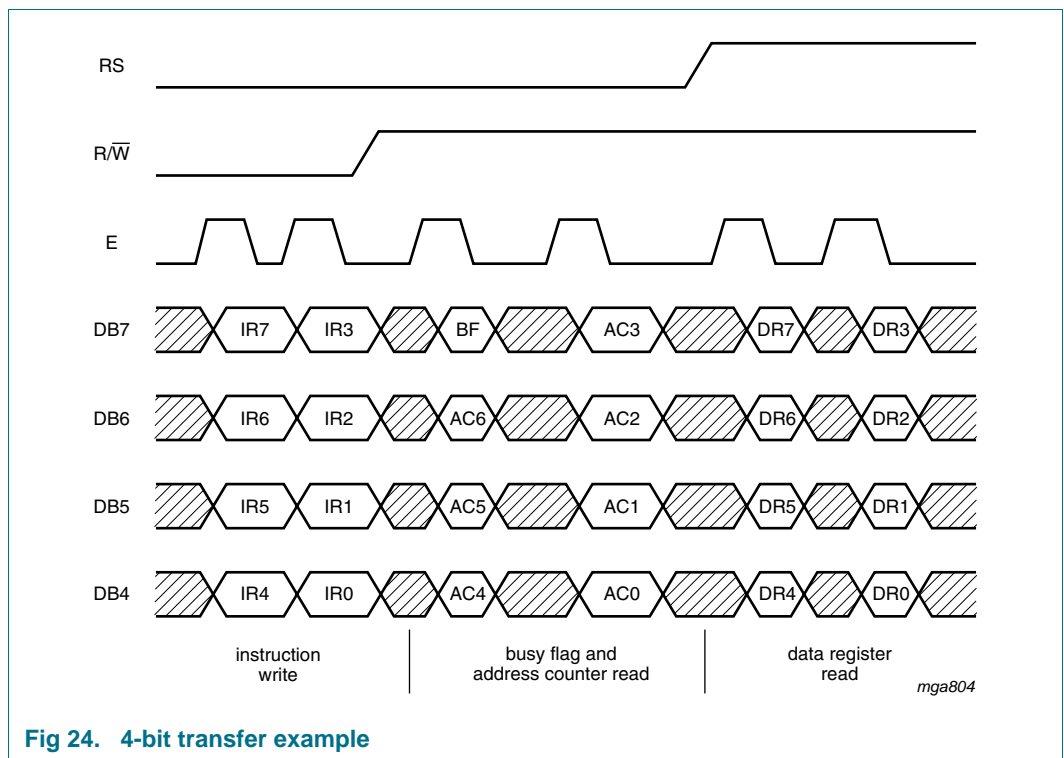 RS
R/W̅
E
DB7 IR7 IR3 BF AC3 DR7 DR3
DB6 IR6 IR2 AC6 AC2 DR6 DR2
DB5 IR5 IR1 AC5 AC1 DR5 DR1
DB4 IR4 IR0 AC4 AC0 DR4 DR0
instruction
write
busy flag and
address counter read
data register
read
mga804
Fig 24. 4-bit transfer example